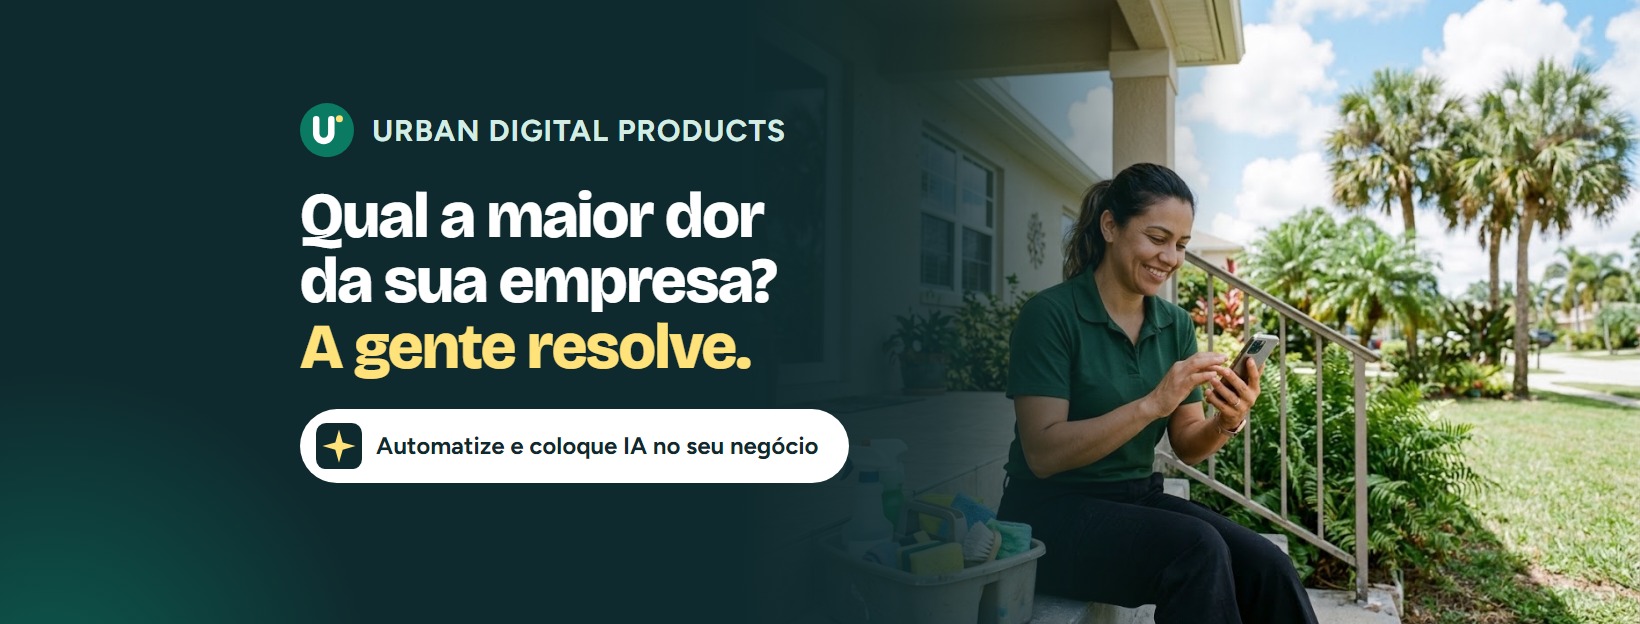 U
URBAN DIGITAL PRODUCTS
Qual a maior dor
da sua empresa?
A gente resolve.
Automatize e coloque IA no seu negócio